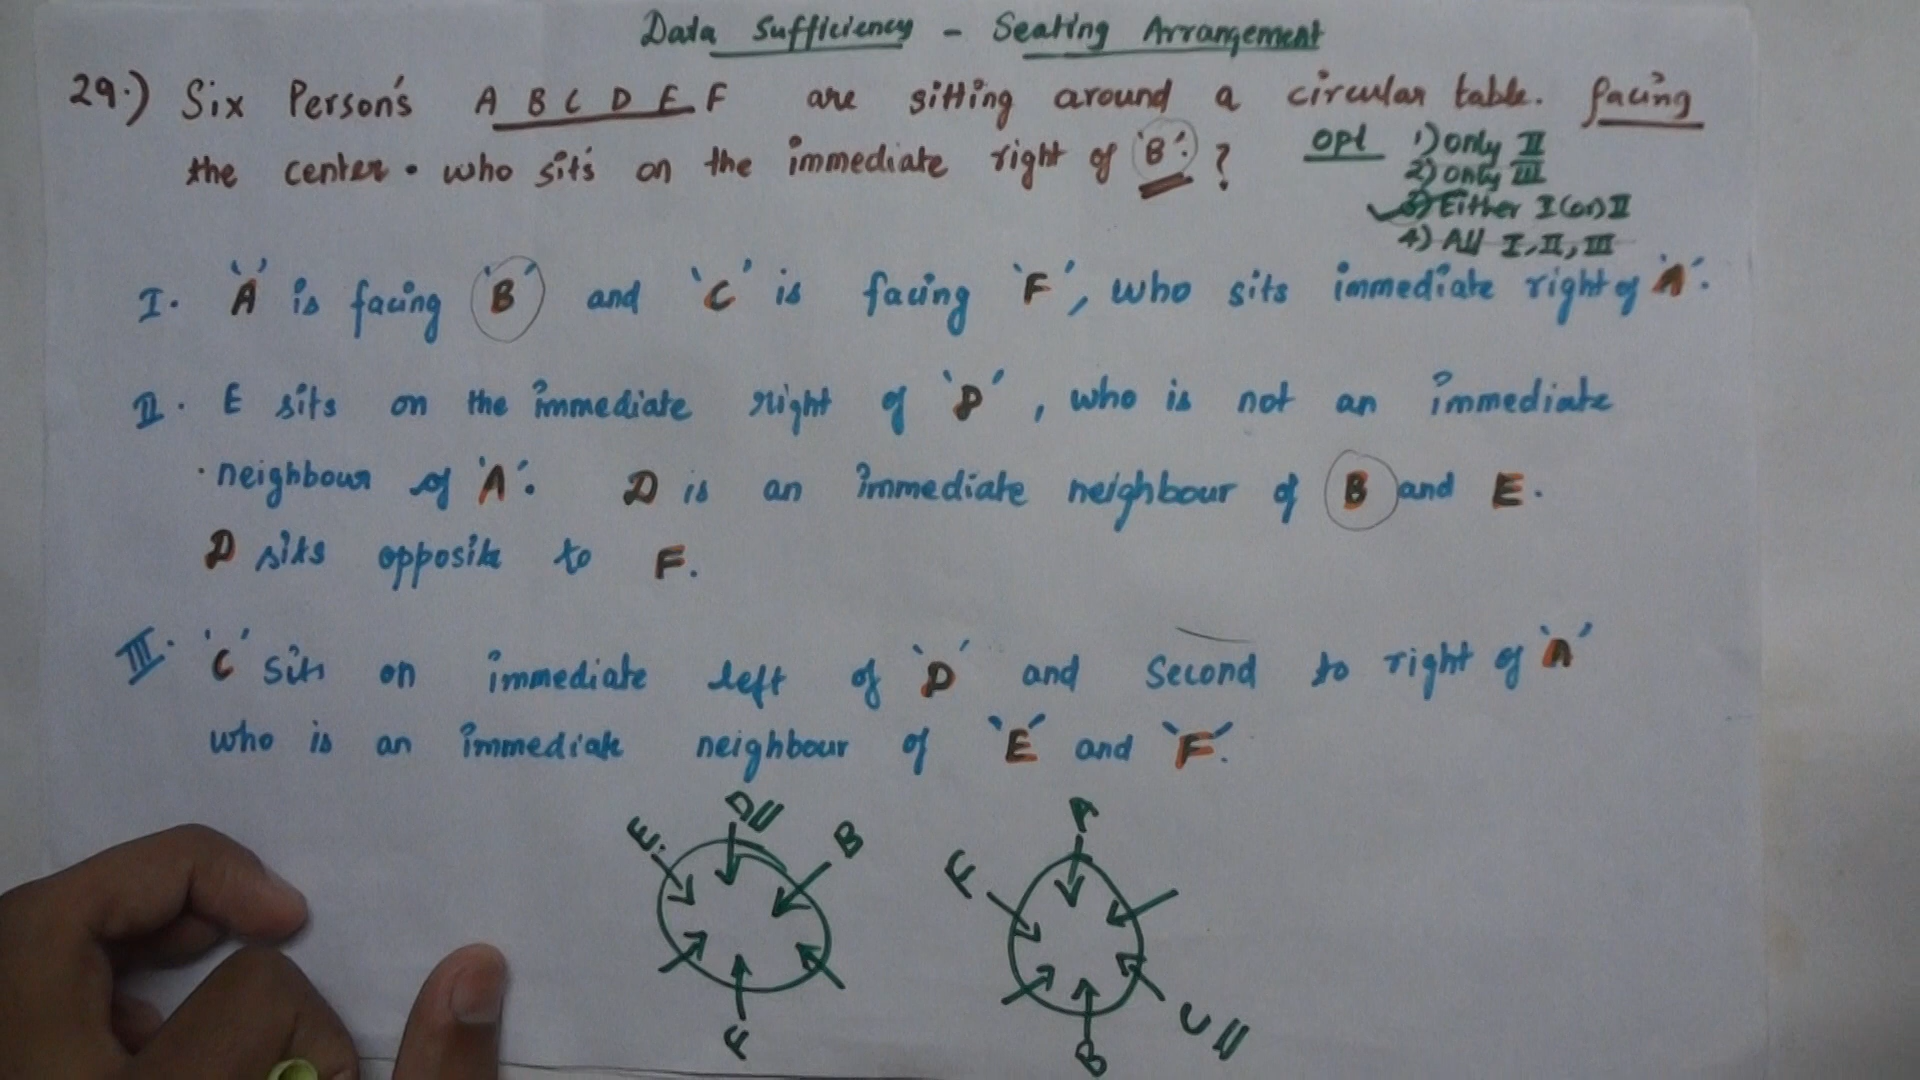 Data Sufficiency - Seating Arrangement
29.) Six Person's A B C D E F are sitting around a circular table. facing
the center. who sits on the immediate right of 'B'. ?
opt 1) only II
2) only III
3) Either I (or) II
4) All I, II, III
I. 'A' is facing 'B' and 'C' is facing 'F', who sits immediate right of 'A'.
II. E sits on the immediate right of 'D', who is not an immediate
neighbour of 'A'. D is an immediate neighbour of B and E.
D sits opposite to F.
III. 'C' sits on immediate left of 'D' and second to right of 'A'
who is an immediate neighbour of 'E' and 'F'.
E. D B
F
A
F
C
B